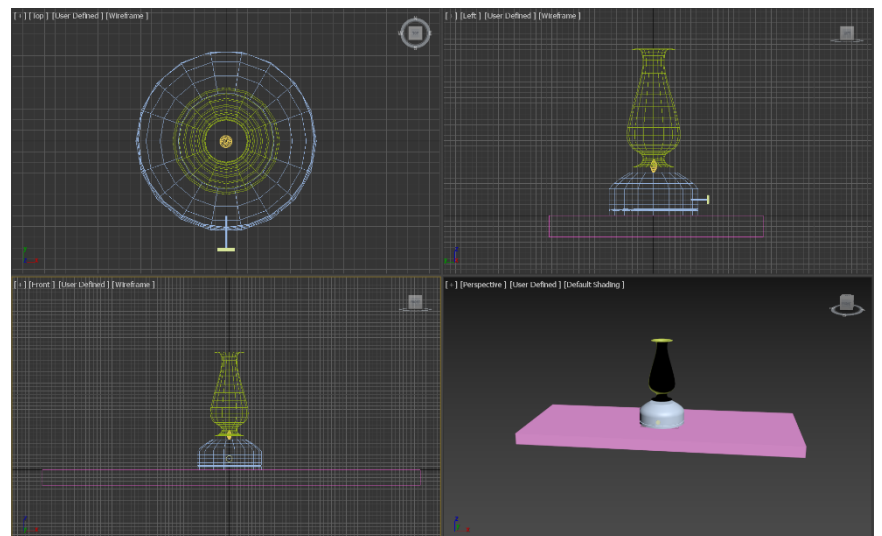 [ + ] [Top ] [User Defined ] [Wireframe ]
[ + ] [Left ] [User Defined ] [Wireframe ]
[ + ] [Front ] [User Defined ] [Wireframe ]
[ + ] [Perspective ] [User Defined ] [Default Shading ]